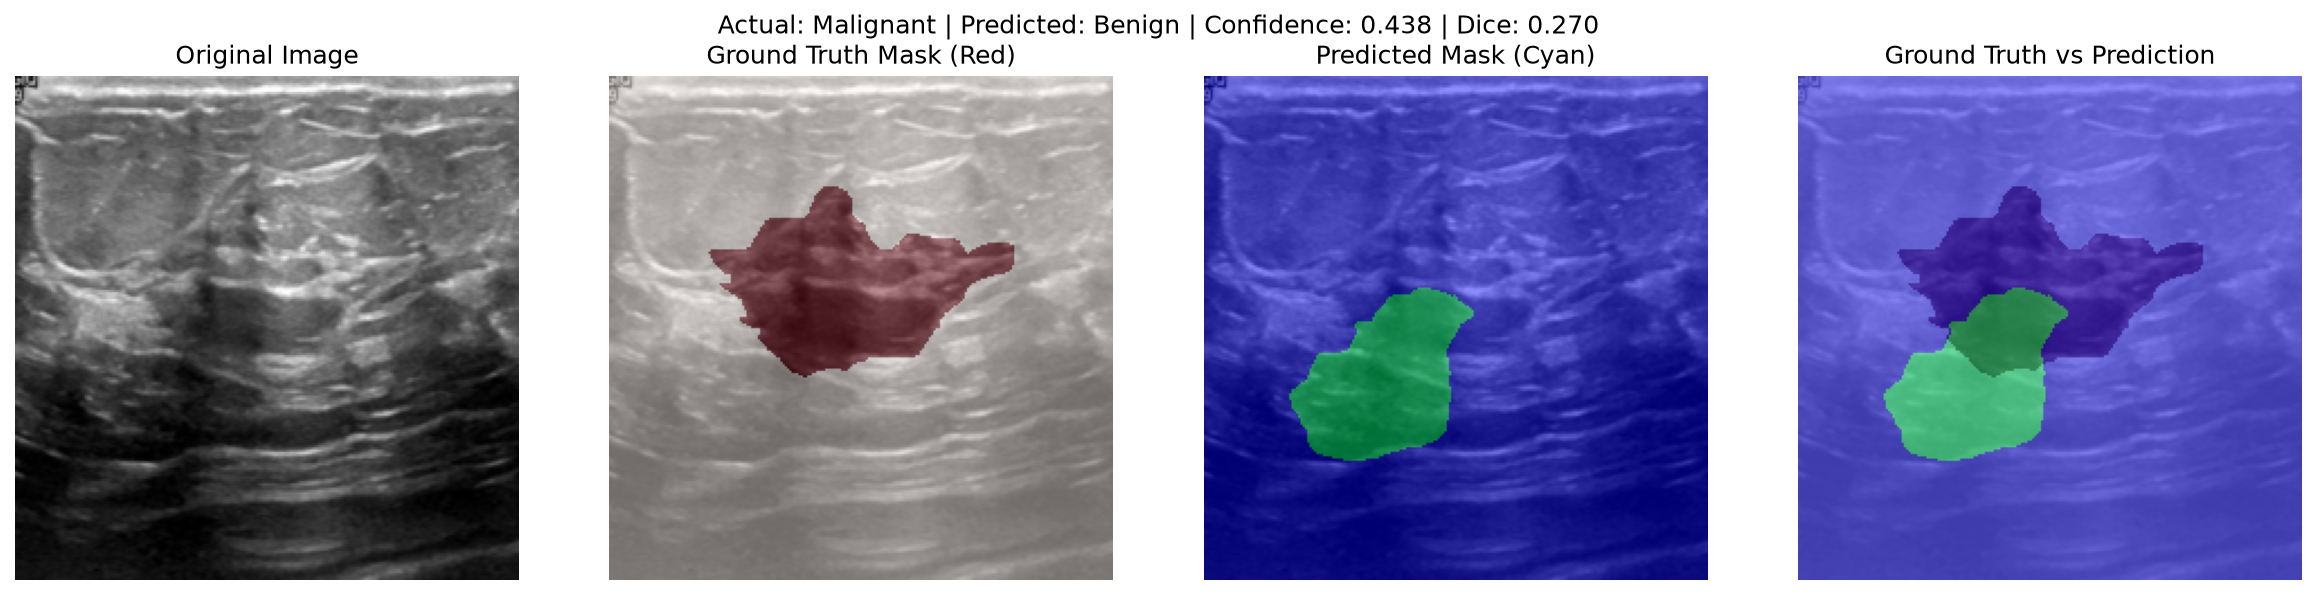 Actual: Malignant | Predicted: Benign | Confidence: 0.438 | Dice: 0.270
Original Image
Ground Truth Mask (Red)
Predicted Mask (Cyan)
Ground Truth vs Prediction